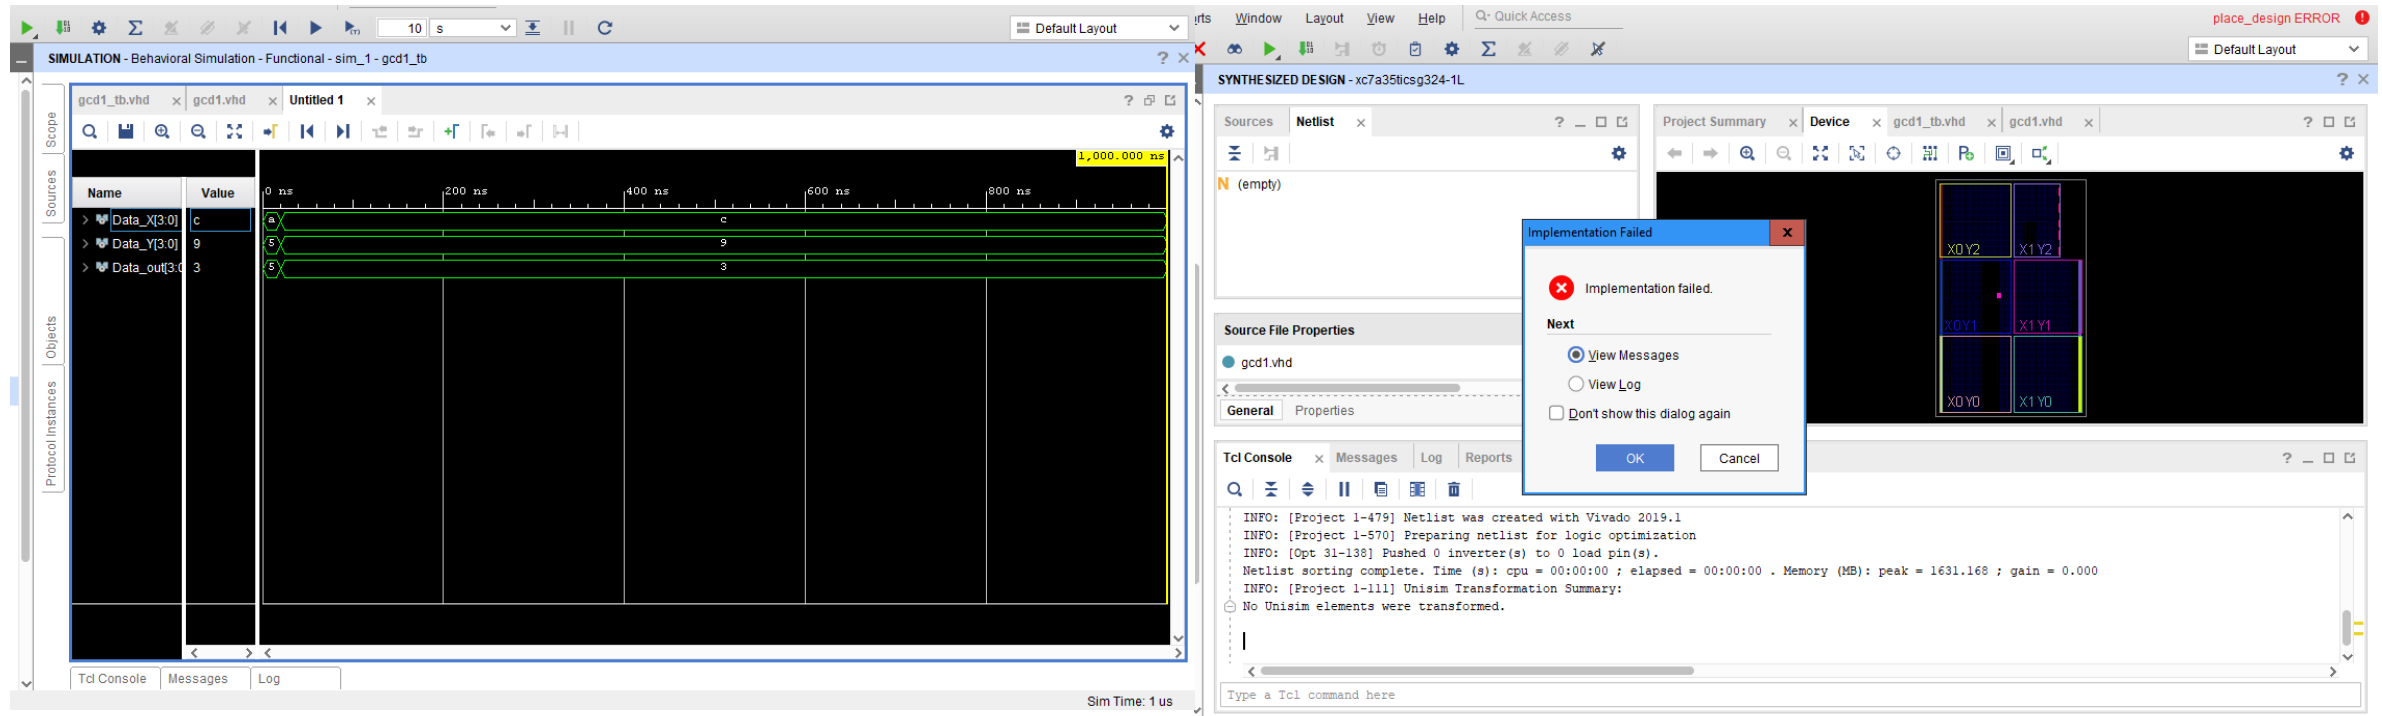 10 s
Default Layout
SIMULATION - Behavioral Simulation - Functional - sim_1 - gcd1_tb
gcd1_tb.vhd
gcd1.vhd
Untitled 1
Scope
Sources
Objects
Protocol Instances
1,000.000 ns
Name
Value
0 ns
200 ns
400 ns
600 ns
800 ns
Data_X[3:0] c a c
Data_Y[3:0] 9 5 9
Data_out[3:0 3 5 3
Tcl Console
Messages
Log
Sim Time: 1 us
rts Window Layout View Help Quick Access
place_design ERROR
Default Layout
SYNTHESIZED DESIGN - xc7a35ticsg324-1L
Sources
Netlist
N (empty)
Source File Properties
gcd1.vhd
General
Properties
Project Summary
Device
gcd1_tb.vhd
gcd1.vhd
X0Y2
X1Y2
X0Y1
X1Y1
X0Y0
X1Y0
Implementation Failed
Implementation failed.
Next
View Messages
View Log
Don't show this dialog again
OK
Cancel
Tcl Console
Messages
Log
Reports
INFO: [Project 1-479] Netlist was created with Vivado 2019.1
INFO: [Project 1-570] Preparing netlist for logic optimization
INFO: [Opt 31-138] Pushed 0 inverter(s) to 0 load pin(s).
Netlist sorting complete. Time (s): cpu = 00:00:00 ; elapsed = 00:00:00 . Memory (MB): peak = 1631.168 ; gain = 0.000
INFO: [Project 1-111] Unisim Transformation Summary:
No Unisim elements were transformed.
Type a Tcl command here